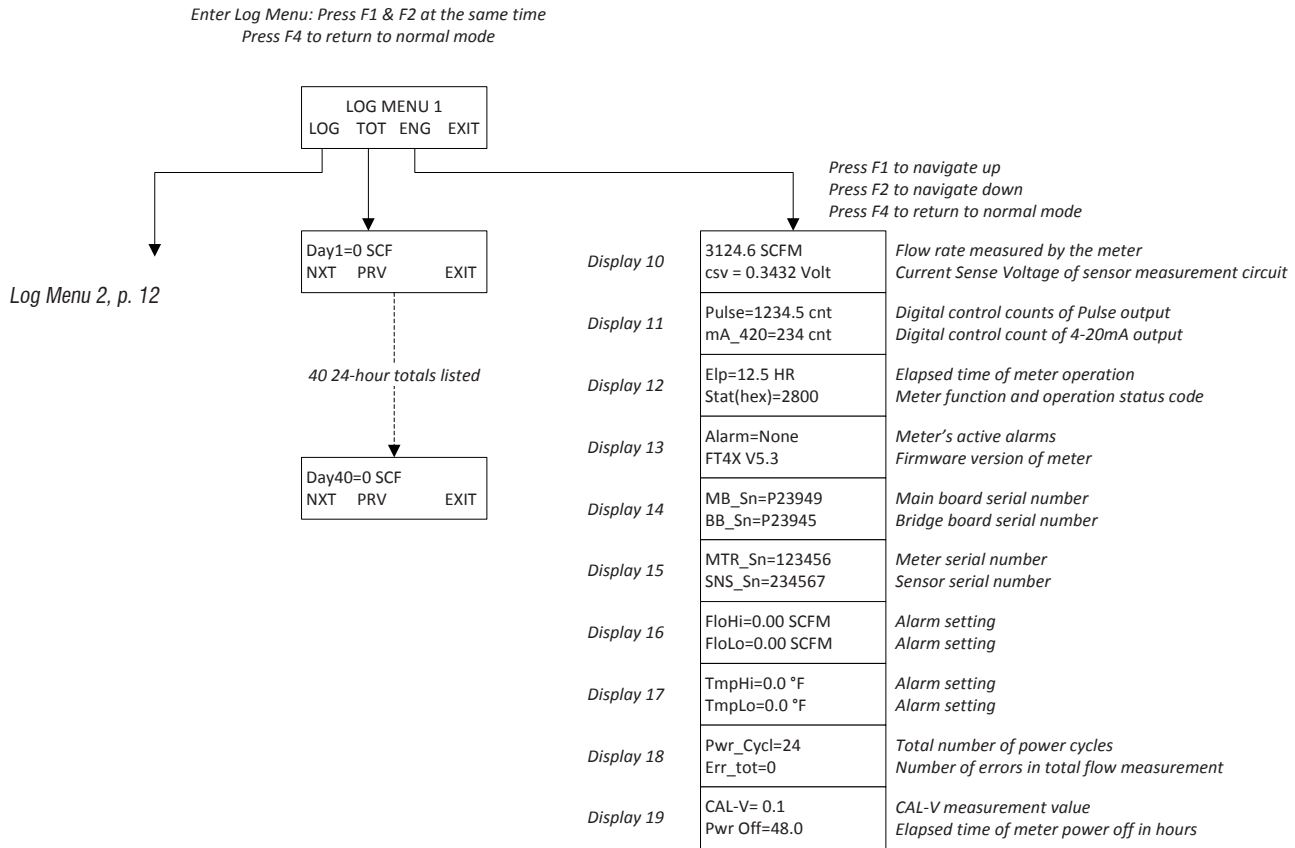 Enter Log Menu: Press F1 & F2 at the same time
Press F4 to return to normal mode
LOG MENU 1
LOG TOT ENG EXIT
Press F1 to navigate up
Press F2 to navigate down
Press F4 to return to normal mode
Log Menu 2, p. 12
Day1=0 SCF
NXT PRV EXIT
40 24-hour totals listed
Day40=0 SCF
NXT PRV EXIT
Display 10
3124.6 SCFM
csv = 0.3432 Volt
Flow rate measured by the meter
Current Sense Voltage of sensor measurement circuit
Display 11
Pulse=1234.5 cnt
mA_420=234 cnt
Digital control counts of Pulse output
Digital control count of 4-20mA output
Display 12
Elp=12.5 HR
Stat(hex)=2800
Elapsed time of meter operation
Meter function and operation status code
Display 13
Alarm=None
FT4X V5.3
Meter's active alarms
Firmware version of meter
Display 14
MB_Sn=P23949
BB_Sn=P23945
Main board serial number
Bridge board serial number
Display 15
MTR_Sn=123456
SNS_Sn=234567
Meter serial number
Sensor serial number
Display 16
FloHi=0.00 SCFM
FloLo=0.00 SCFM
Alarm setting
Alarm setting
Display 17
TmpHi=0.0 °F
TmpLo=0.0 °F
Alarm setting
Alarm setting
Display 18
Pwr_Cycl=24
Err_tot=0
Total number of power cycles
Number of errors in total flow measurement
Display 19
CAL-V= 0.1
Pwr Off=48.0
CAL-V measurement value
Elapsed time of meter power off in hours